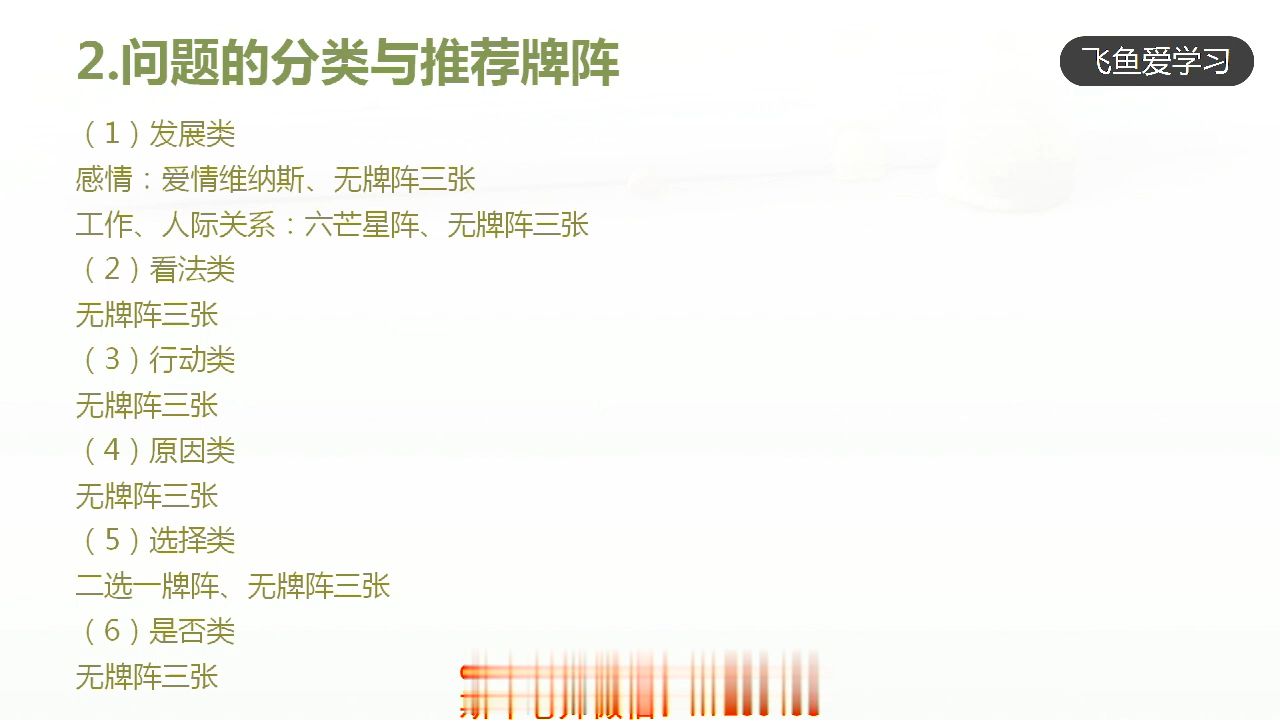 2.问题的分类与推荐牌阵
飞鱼爱学习
（1）发展类
感情：爱情维纳斯、无牌阵三张
工作、人际关系：六芒星阵、无牌阵三张
（2）看法类
无牌阵三张
（3）行动类
无牌阵三张
（4）原因类
无牌阵三张
（5）选择类
二选一牌阵、无牌阵三张
（6）是否类
无牌阵三张